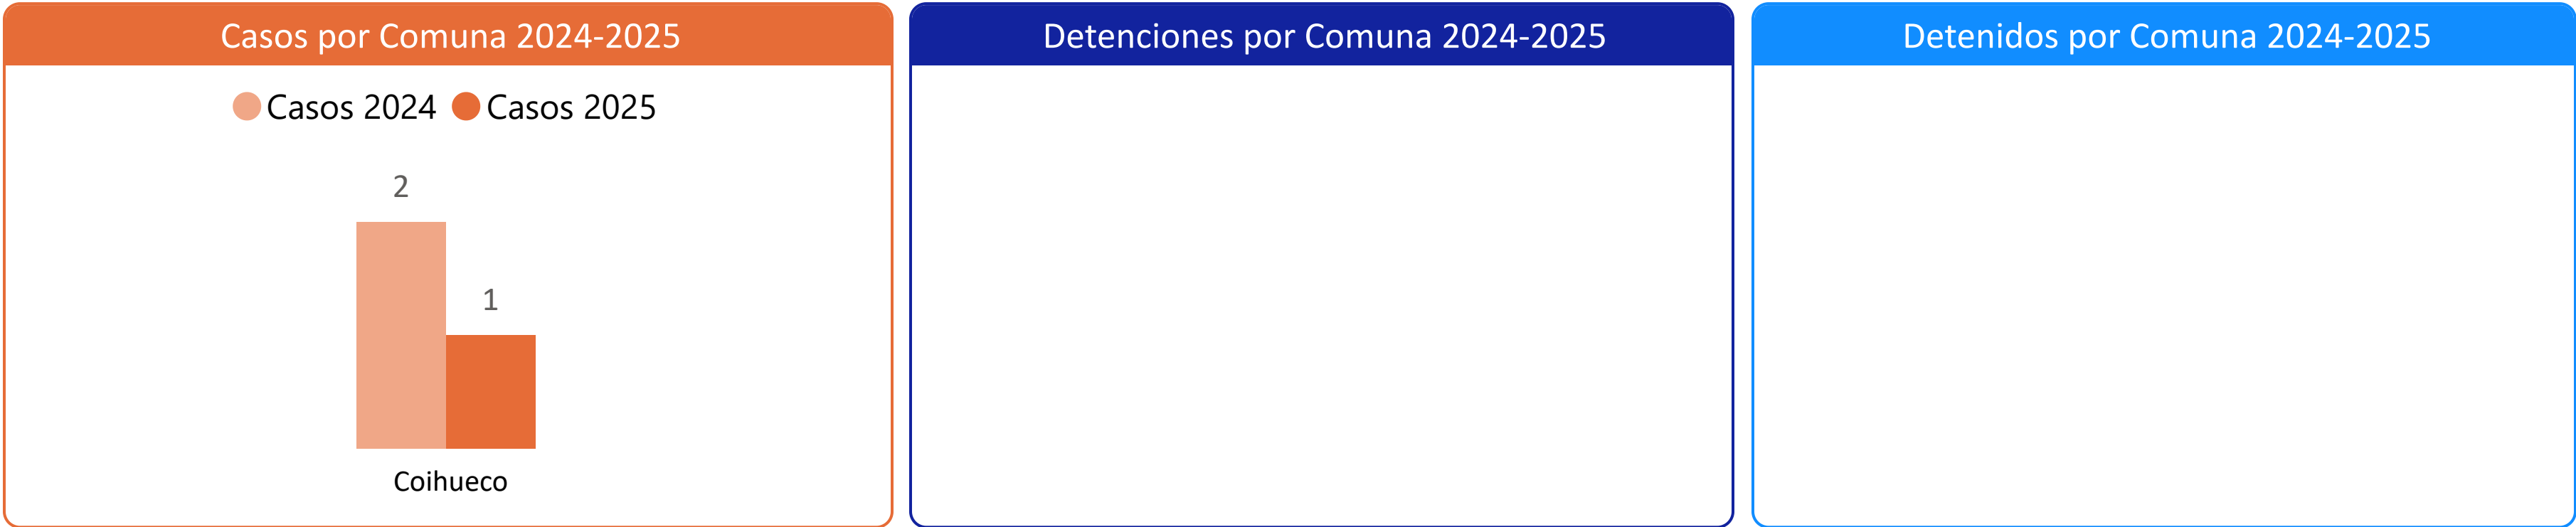 Casos por Comuna 2024-2025
Casos 2024 Casos 2025
2
1
Coihueco
Detenciones por Comuna 2024-2025
Detenidos por Comuna 2024-2025